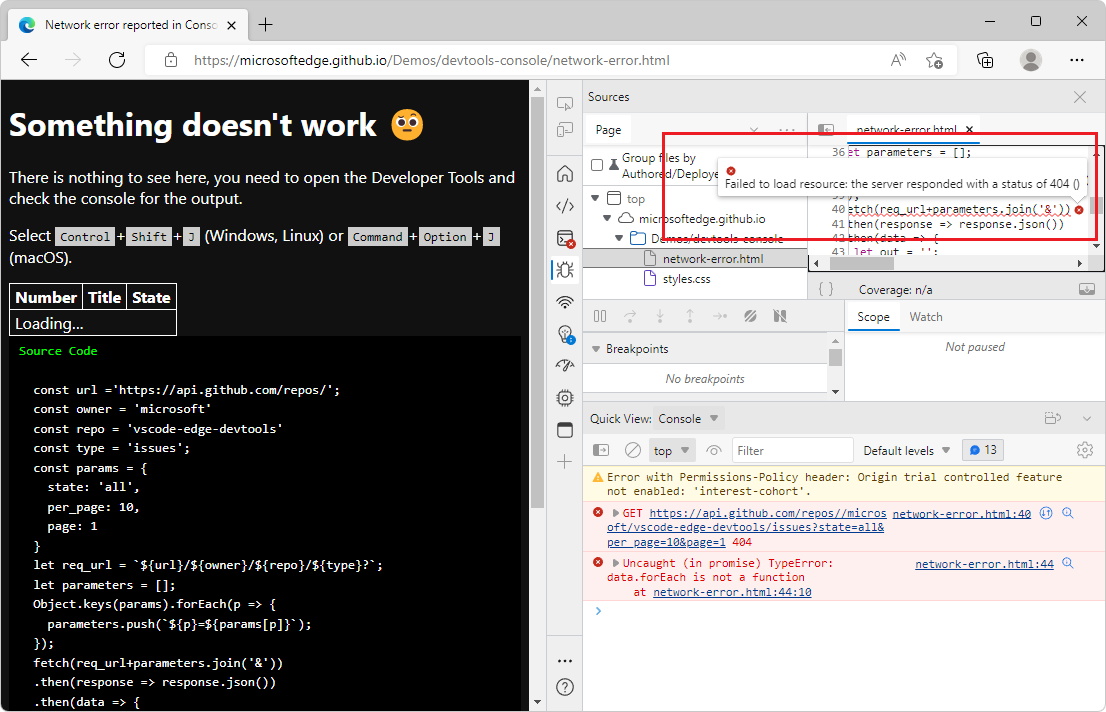 Network error reported in Conso
https://microsoftedge.github.io/Demos/devtools-console/network-error.html
Something doesn't work
There is nothing to see here, you need to open the Developer Tools and
check the console for the output.
Select Control+Shift+J (Windows, Linux) or Command+Option+J
(macOS).
Number Title State
Loading...
Source Code
const url ='https://api.github.com/repos/';
const owner = 'microsoft'
const repo = 'vscode-edge-devtools'
const type = 'issues';
const params = {
state: 'all',
per_page: 10,
page: 1
}
let req_url = `${url}/${owner}/${repo}/${type}?`;
let parameters = [];
Object.keys(params).forEach(p => {
parameters.push(`${p}=${params[p]}`);
});
fetch(req_url+parameters.join('&'))
.then(response => response.json())
.then(data => {
Sources
Page
Group files by
Authored/Deploye
top
microsoftedge.github.io
Demos/devtools-console
network-error.html
styles.css
network-error.html
36 et parameters = [];
Failed to load resource: the server responded with a status of 404 ()
40 etch(req_url+parameters.join('&'))
41 then(response => response.json())
42 then(data => {
43 let out = '';
{ } Coverage: n/a
Breakpoints
No breakpoints
Scope Watch
Not paused
Quick View: Console
top
Filter
Default levels
13
Error with Permissions-Policy header: Origin trial controlled feature
not enabled: 'interest-cohort'.
GET https://api.github.com/repos//micros network-error.html:40
oft/vscode-edge-devtools/issues?state=all&
per_page=10&page=1 404
Uncaught (in promise) TypeError: network-error.html:44
data.forEach is not a function
at network-error.html:44:10